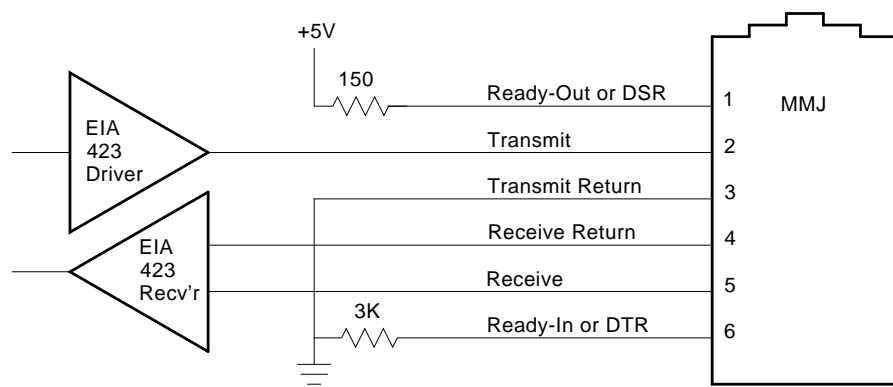 +5V
150
Ready-Out or DSR
1
MMJ
EIA
423
Driver
Transmit
2
Transmit Return
3
EIA
423
Recv'r
Receive Return
4
Receive
5
3K
Ready-In or DTR
6